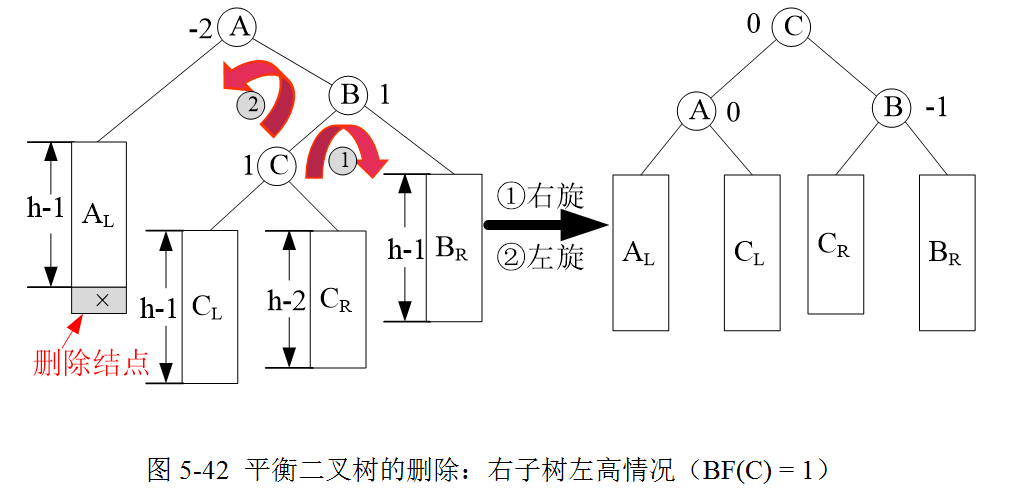 -2 A
0 C
B 1
②
A 0
B -1
1 C
①
h-1
A_L
×
删除结点
h-1
C_L
h-2
C_R
h-1
B_R
①右旋
②左旋
A_L
C_L
C_R
B_R
图 5-42 平衡二叉树的删除：右子树左高情况（BF(C) = 1）